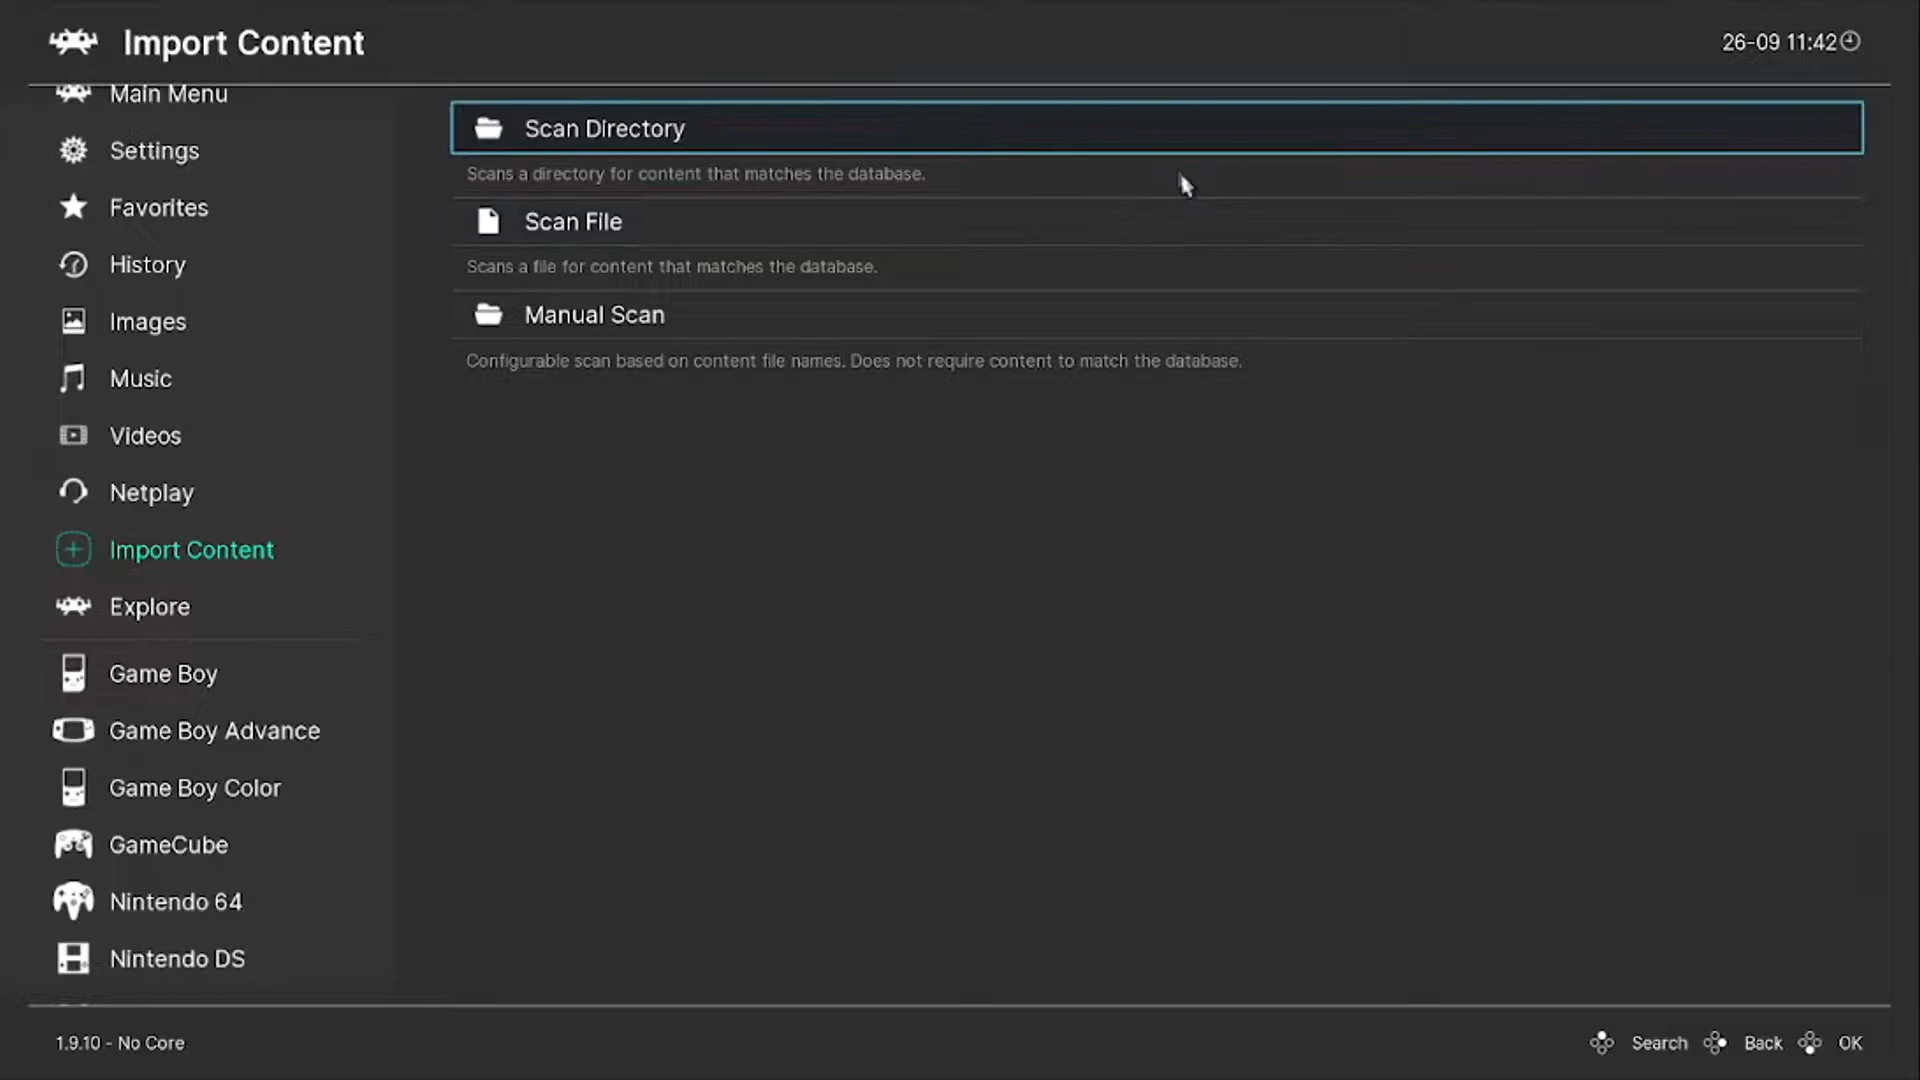 Import Content
26-09 11:42
Main Menu
Settings
Favorites
History
Images
Music
Videos
Netplay
Import Content
Explore
Game Boy
Game Boy Advance
Game Boy Color
GameCube
Nintendo 64
Nintendo DS
Scan Directory
Scans a directory for content that matches the database.
Scan File
Scans a file for content that matches the database.
Manual Scan
Configurable scan based on content file names. Does not require content to match the database.
1.9.10 - No Core
Search Back OK